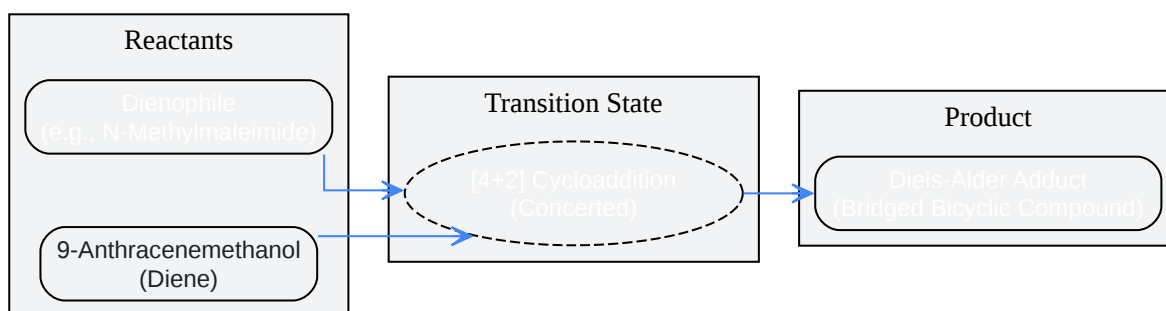 Reactants
Dienophile
(e.g., N-Methylmaleimide)
9-Anthracenemethanol
(Diene)
Transition State
[4+2] Cycloaddition
(Concerted)
Product
Diels-Alder Adduct
(Bridged Bicyclic Compound)